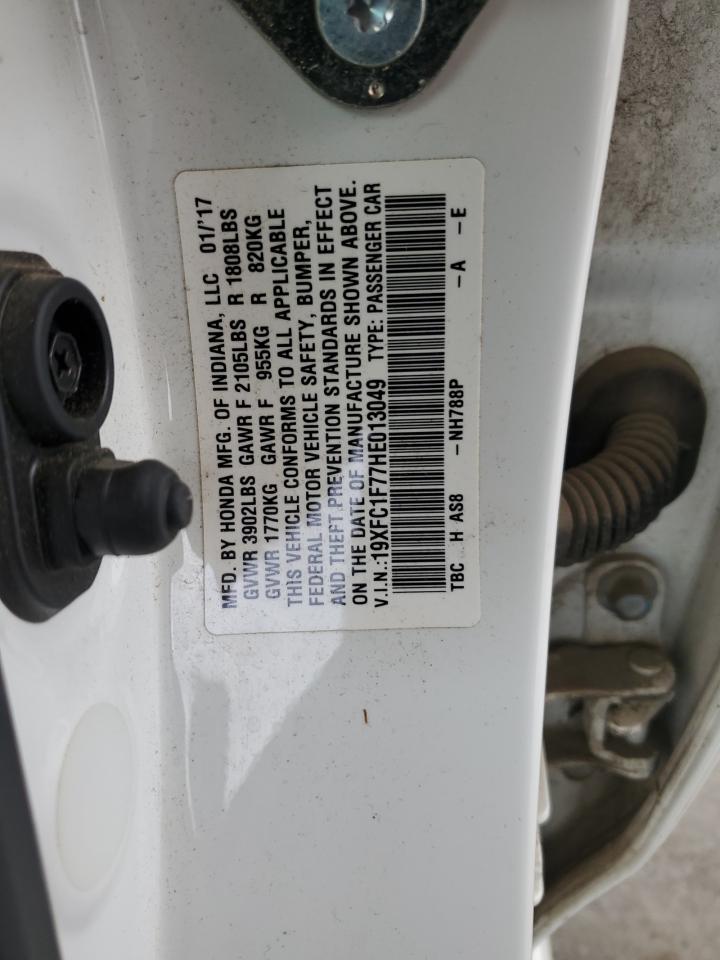 MFD. BY HONDA MFG. OF INDIANA, LLC 01/'17
GVWR 3902LBS GAWR F 2105LBS R 1808LBS
GVWR 1770KG GAWR F 955KG R 820KG
THIS VEHICLE CONFORMS TO ALL APPLICABLE
FEDERAL MOTOR VEHICLE SAFETY, BUMPER,
AND THEFT PREVENTION STANDARDS IN EFFECT
ON THE DATE OF MANUFACTURE SHOWN ABOVE.
V.I.N.:19XFC1F77HE013049 TYPE: PASSENGER CAR
TBC H AS8 - NH788P - A - E